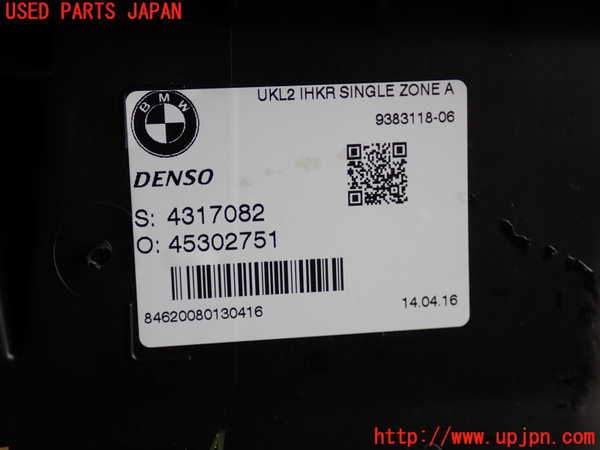 USED PARTS JAPAN
BMW
UKL2 IHKR SINGLE ZONE A
9383118-06
DENSO
S: 4317082
O: 45302751
84620080130416
14.04.16
http://www.upjpn.com/